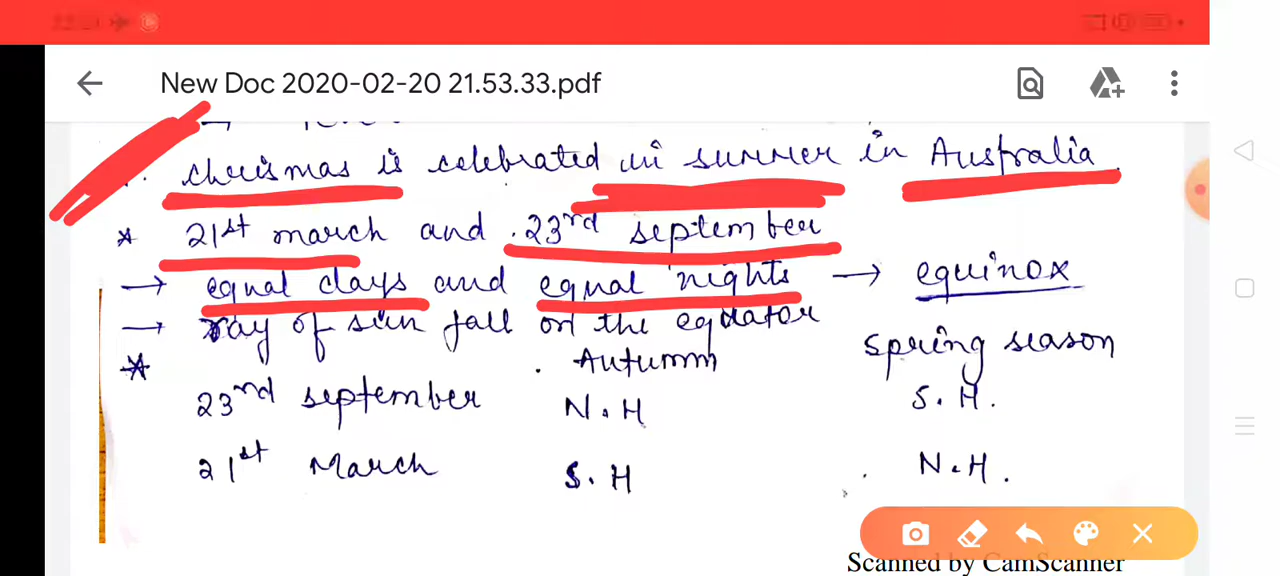 New Doc 2020-02-20 21.53.33.pdf
chrismas is celebrated in summer in Australia
* 21st march and 23rd september
→ equal days and equal nights → equinox
→ ray of sun fall on the equator
* Autumm spring season
23rd september N.H S.H.
21st March S.H N.H.
Scanned by CamScanner